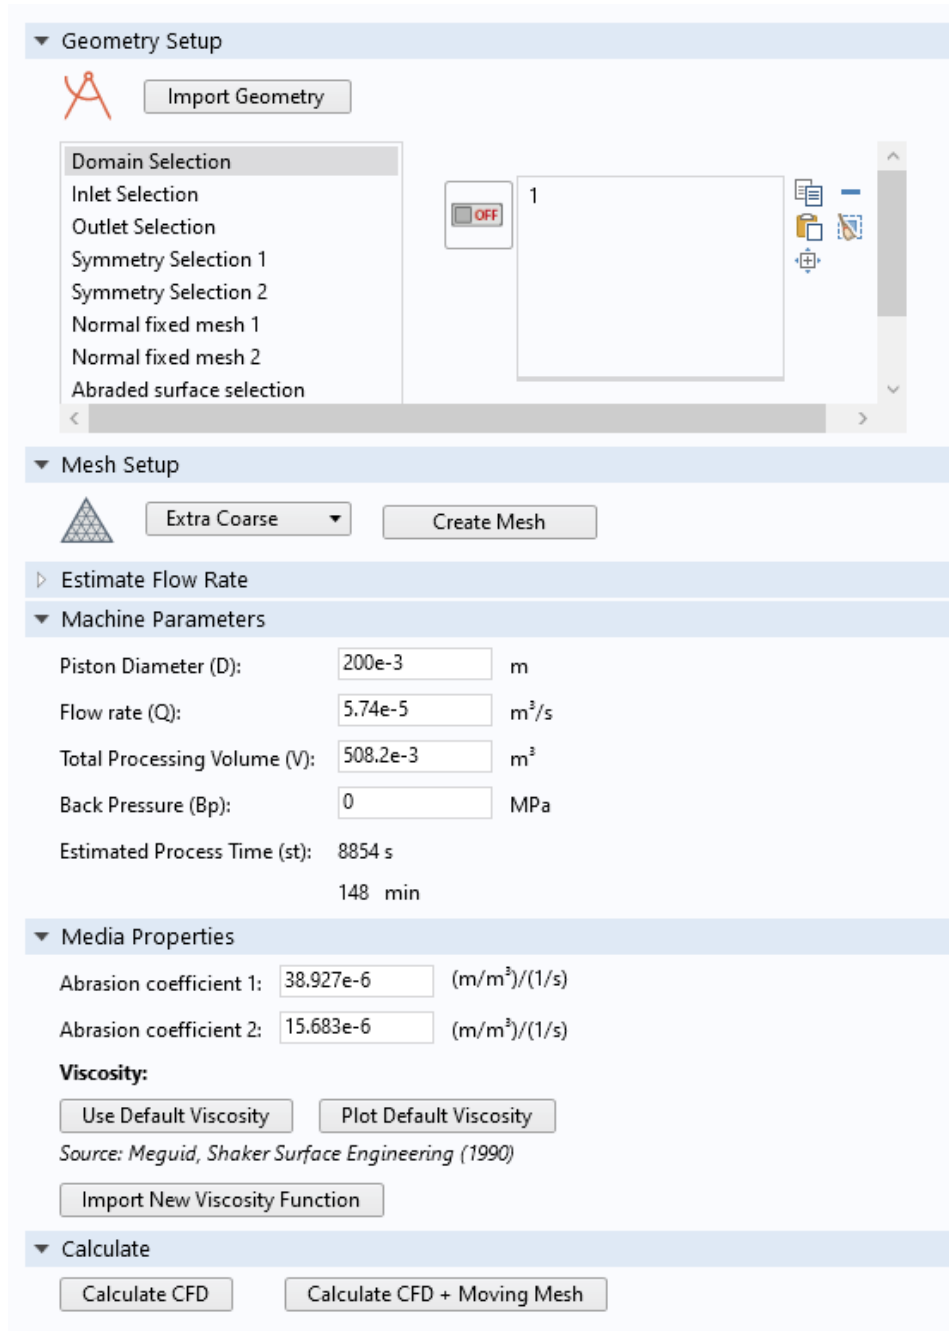 Geometry Setup
Import Geometry
Domain Selection
Inlet Selection
Outlet Selection
Symmetry Selection 1
Symmetry Selection 2
Normal fixed mesh 1
Normal fixed mesh 2
Abraded surface selection
OFF
1
Mesh Setup
Extra Coarse
Create Mesh
Estimate Flow Rate
Machine Parameters
Piston Diameter (D): 200e-3 m
Flow rate (Q): 5.74e-5 m³/s
Total Processing Volume (V): 508.2e-3 m³
Back Pressure (Bp): 0 MPa
Estimated Process Time (st): 8854 s
148 min
Media Properties
Abrasion coefficient 1: 38.927e-6 (m/m³)/(1/s)
Abrasion coefficient 2: 15.683e-6 (m/m³)/(1/s)
Viscosity:
Use Default Viscosity Plot Default Viscosity
Source: Meguid, Shaker Surface Engineering (1990)
Import New Viscosity Function
Calculate
Calculate CFD Calculate CFD + Moving Mesh